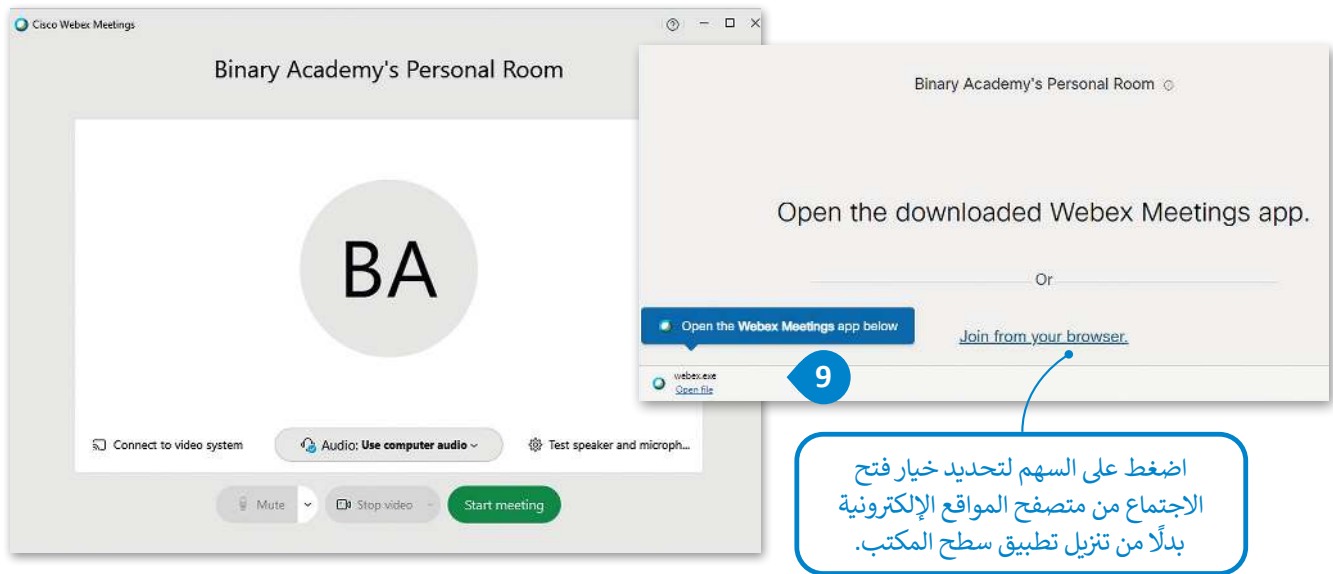 Cisco Webex Meetings
Binary Academy's Personal Room
BA
Connect to video system
Audio: Use computer audio
Test speaker and microph...
Mute
Stop video
Start meeting
Binary Academy's Personal Room
Open the downloaded Webex Meetings app.
Or
Open the Webex Meetings app below
Join from your browser.
webex.exe
Open file
9
اضغط على السهم لتحديد خيار فتح
الاجتماع من متصفح المواقع الإلكترونية
بدلًا من تنزيل تطبيق سطح المكتب.